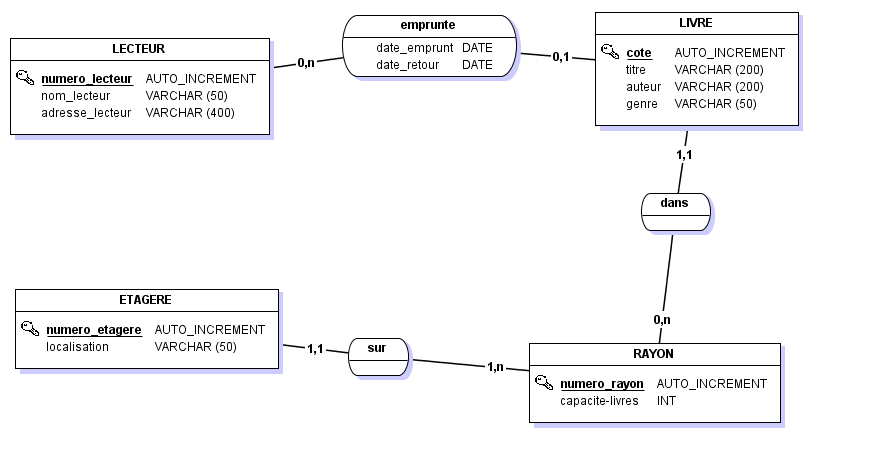 LECTEUR
numero_lecteur AUTO_INCREMENT
nom_lecteur VARCHAR (50)
adresse_lecteur VARCHAR (400)
0,n
emprunte
date_emprunt DATE
date_retour DATE
0,1
LIVRE
cote AUTO_INCREMENT
titre VARCHAR (200)
auteur VARCHAR (200)
genre VARCHAR (50)
1,1
dans
0,n
ETAGERE
numero_etagere AUTO_INCREMENT
localisation VARCHAR (50)
1,1
sur
1,n
RAYON
numero_rayon AUTO_INCREMENT
capacite-livres INT